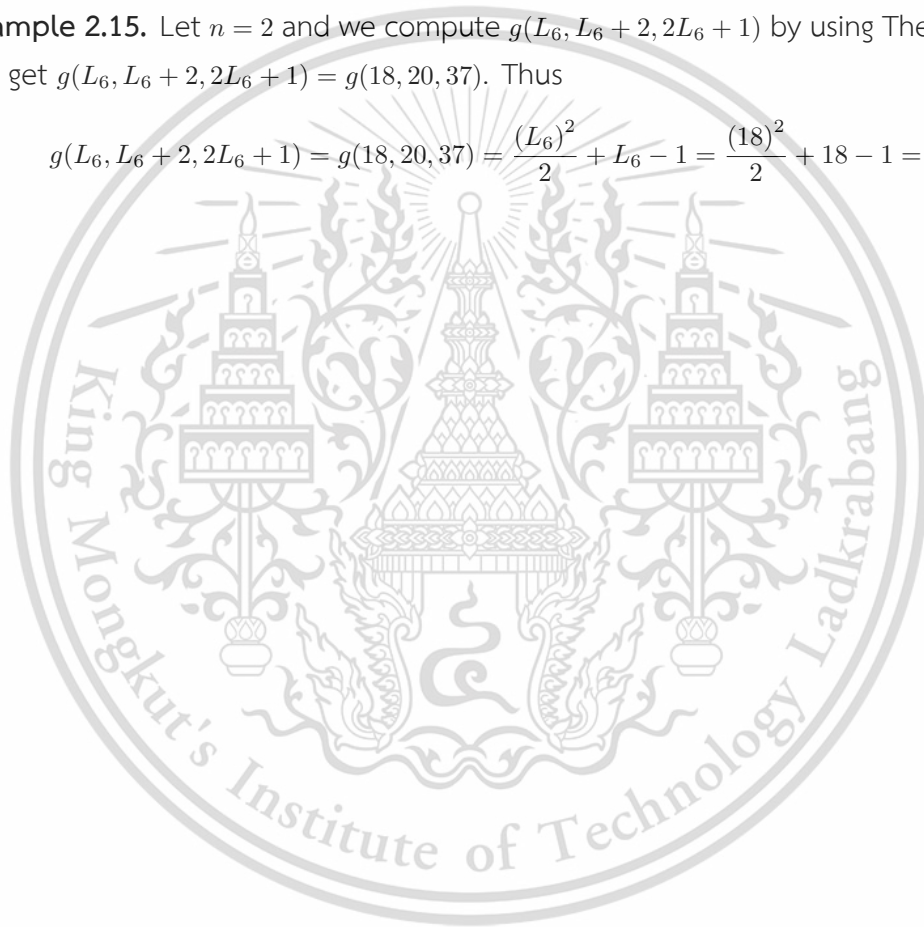 ample 2.15. Let $n = 2$ and we compute $g(L_6, L_6 + 2, 2L_6 + 1)$ by using The
get $g(L_6, L_6 + 2, 2L_6 + 1) = g(18, 20, 37)$. Thus
$g(L_6, L_6 + 2, 2L_6 + 1) = g(18, 20, 37) = \frac{(L_6)^2}{2} + L_6 - 1 = \frac{(18)^2}{2} + 18 - 1 =$
King Mongkut's Institute of Technology Ladkrabang